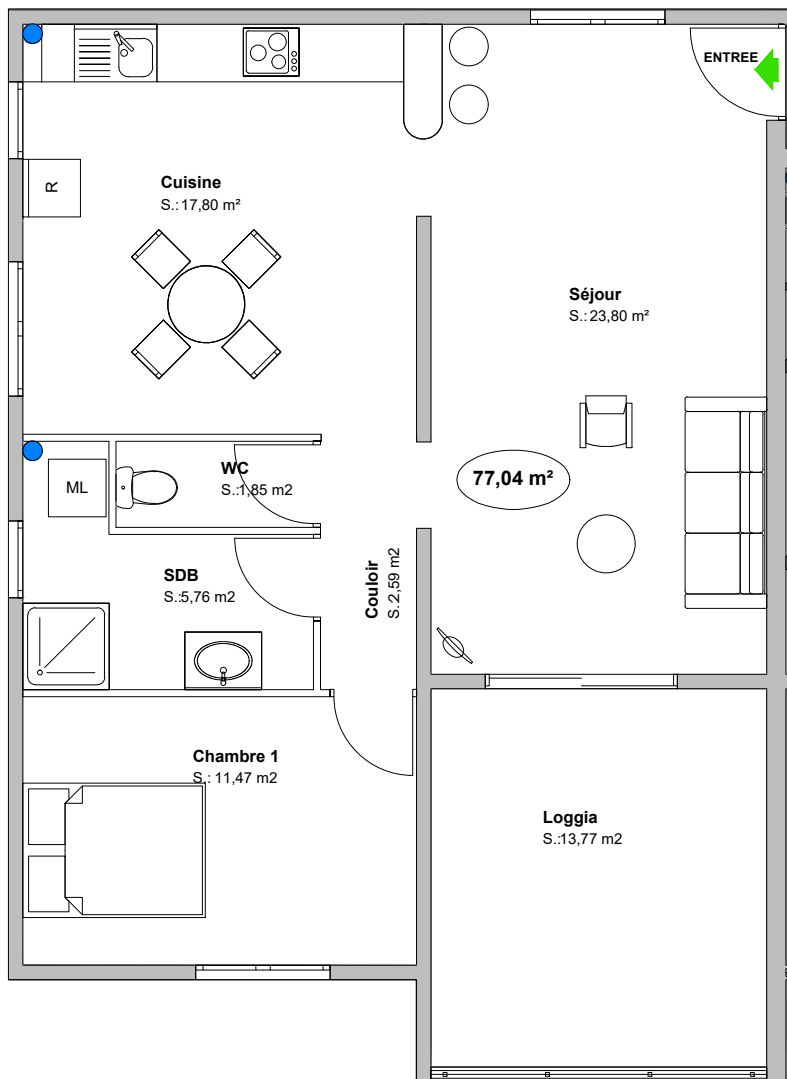 ENTREE
R
Cuisine
S.:17,80 m²
Séjour
S.:23,80 m²
WC
S.:1,85 m2
ML
77,04 m²
SDB
S.:5,76 m2
Couloir
S.2,59 m2
Chambre 1
S.: 11,47 m2
Loggia
S.:13,77 m2